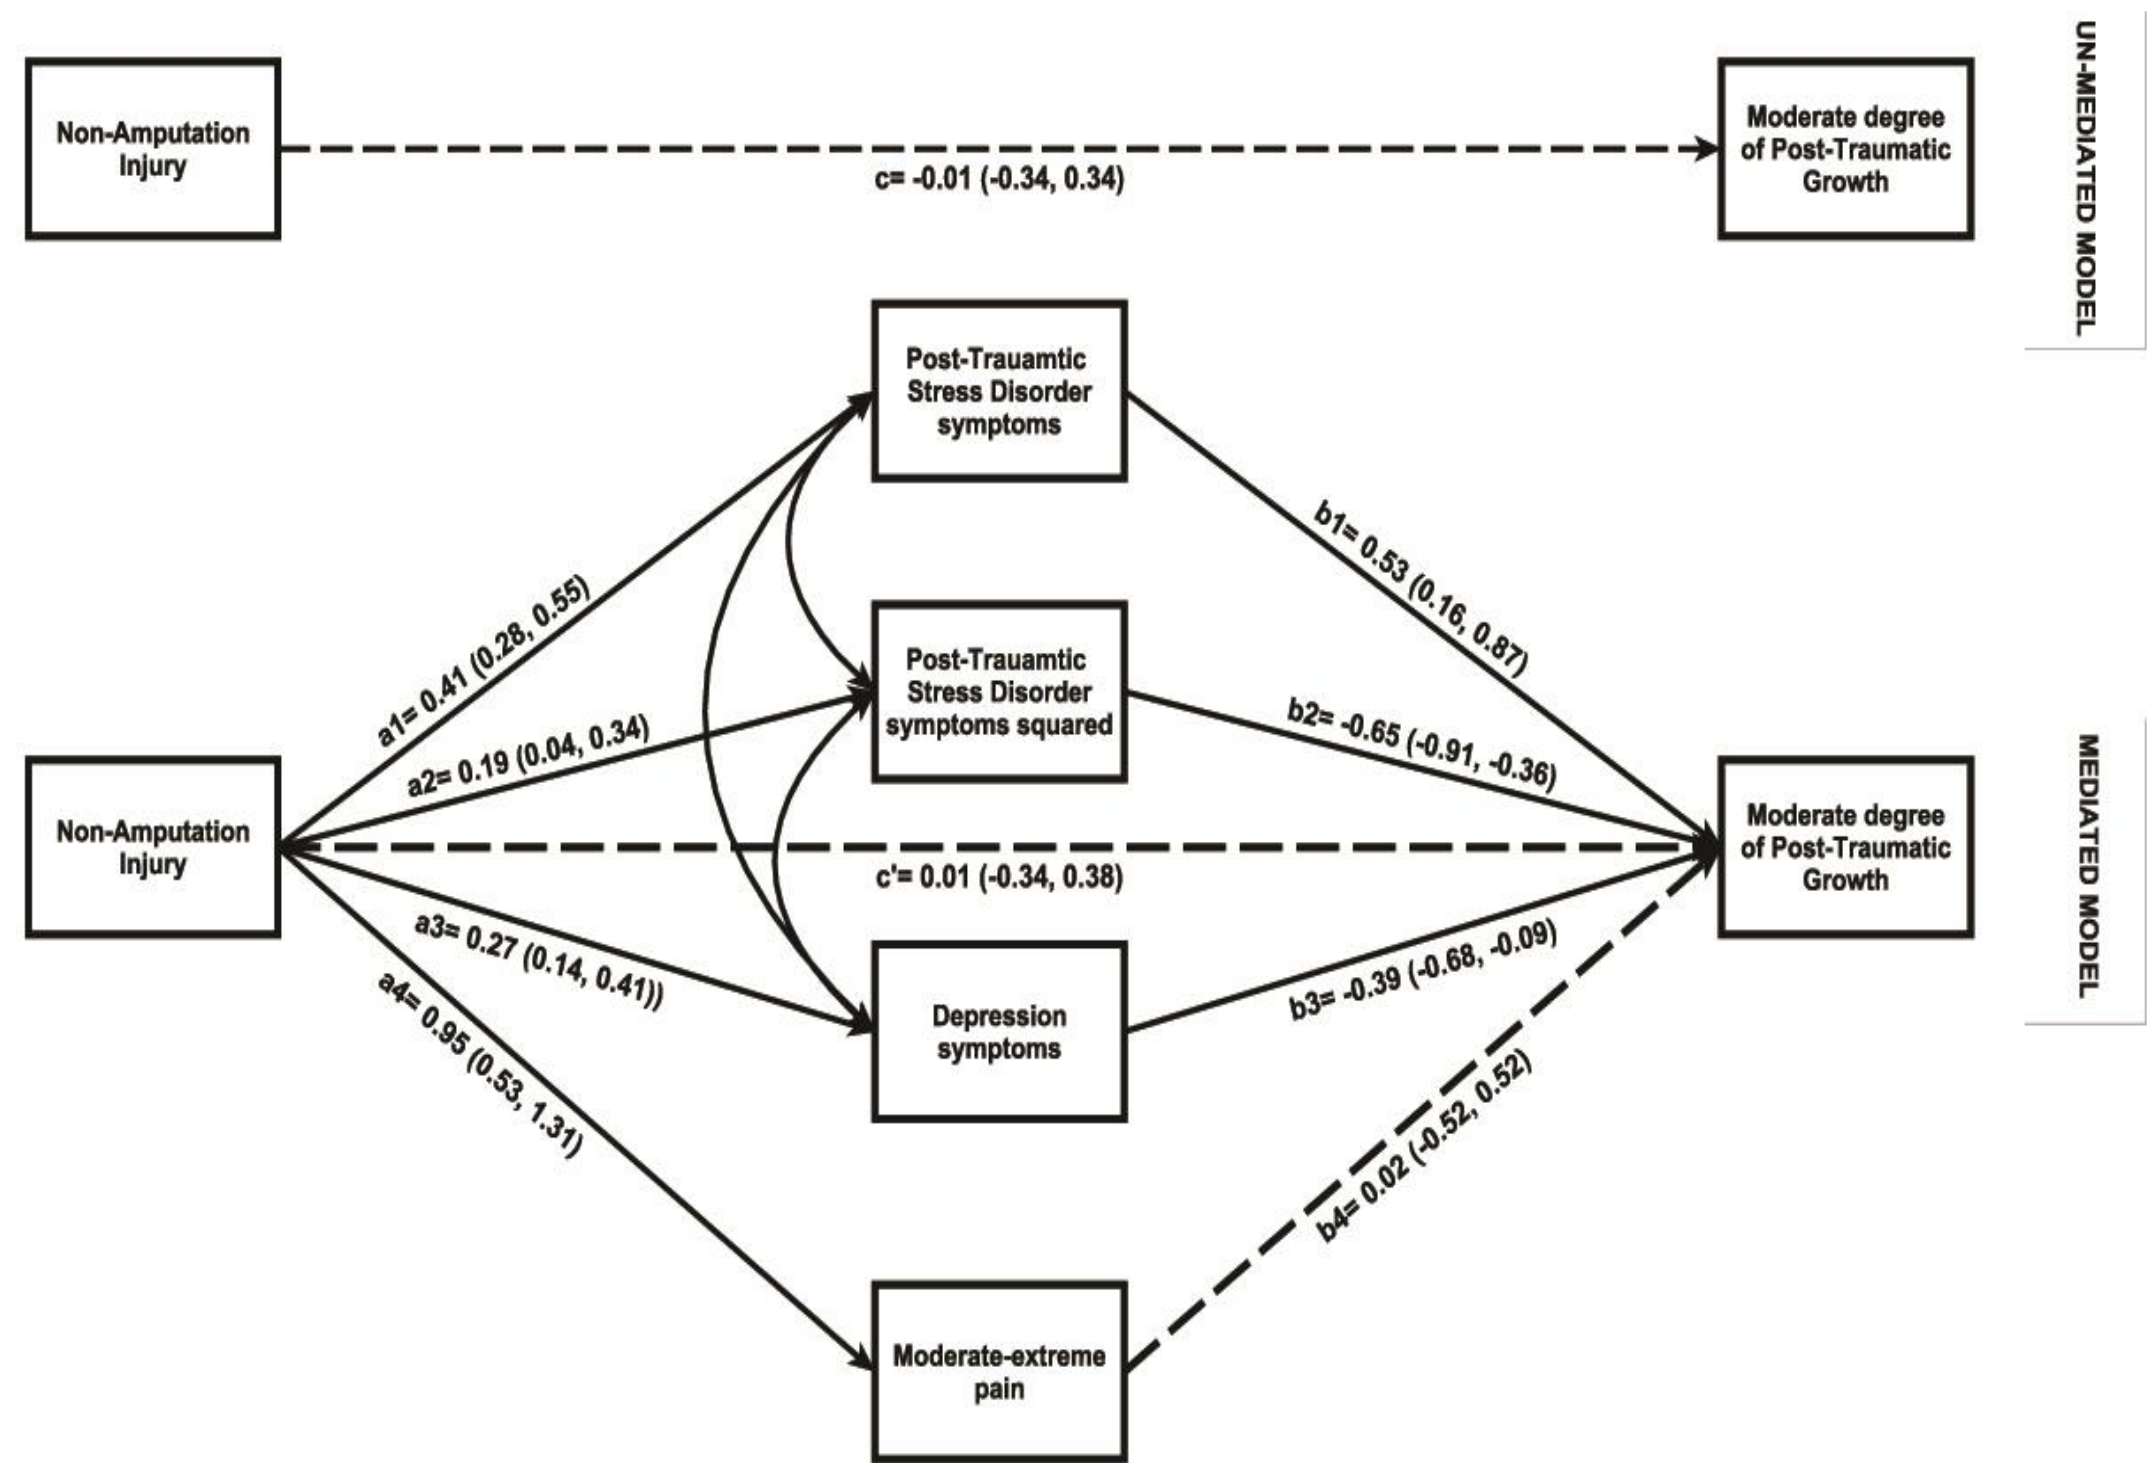 Non-Amputation
Injury
c= -0.01 (-0.34, 0.34)
Moderate degree
of Post-Traumatic
Growth
UN-MEDIATED MODEL
Post-Trauamtic
Stress Disorder
symptoms
a1= 0.41 (0.28, 0.55)
b1= 0.53 (0.16, 0.87)
Post-Trauamtic
Stress Disorder
symptoms squared
a2= 0.19 (0.04, 0.34)
b2= -0.65 (-0.91, -0.36)
Non-Amputation
Injury
c'= 0.01 (-0.34, 0.38)
Moderate degree
of Post-Traumatic
Growth
MEDIATED MODEL
a3= 0.27 (0.14, 0.41))
b3= -0.39 (-0.68, -0.09)
Depression
symptoms
a4= 0.95 (0.53, 1.31)
b4= 0.02 (-0.52, 0.52)
Moderate-extreme
pain